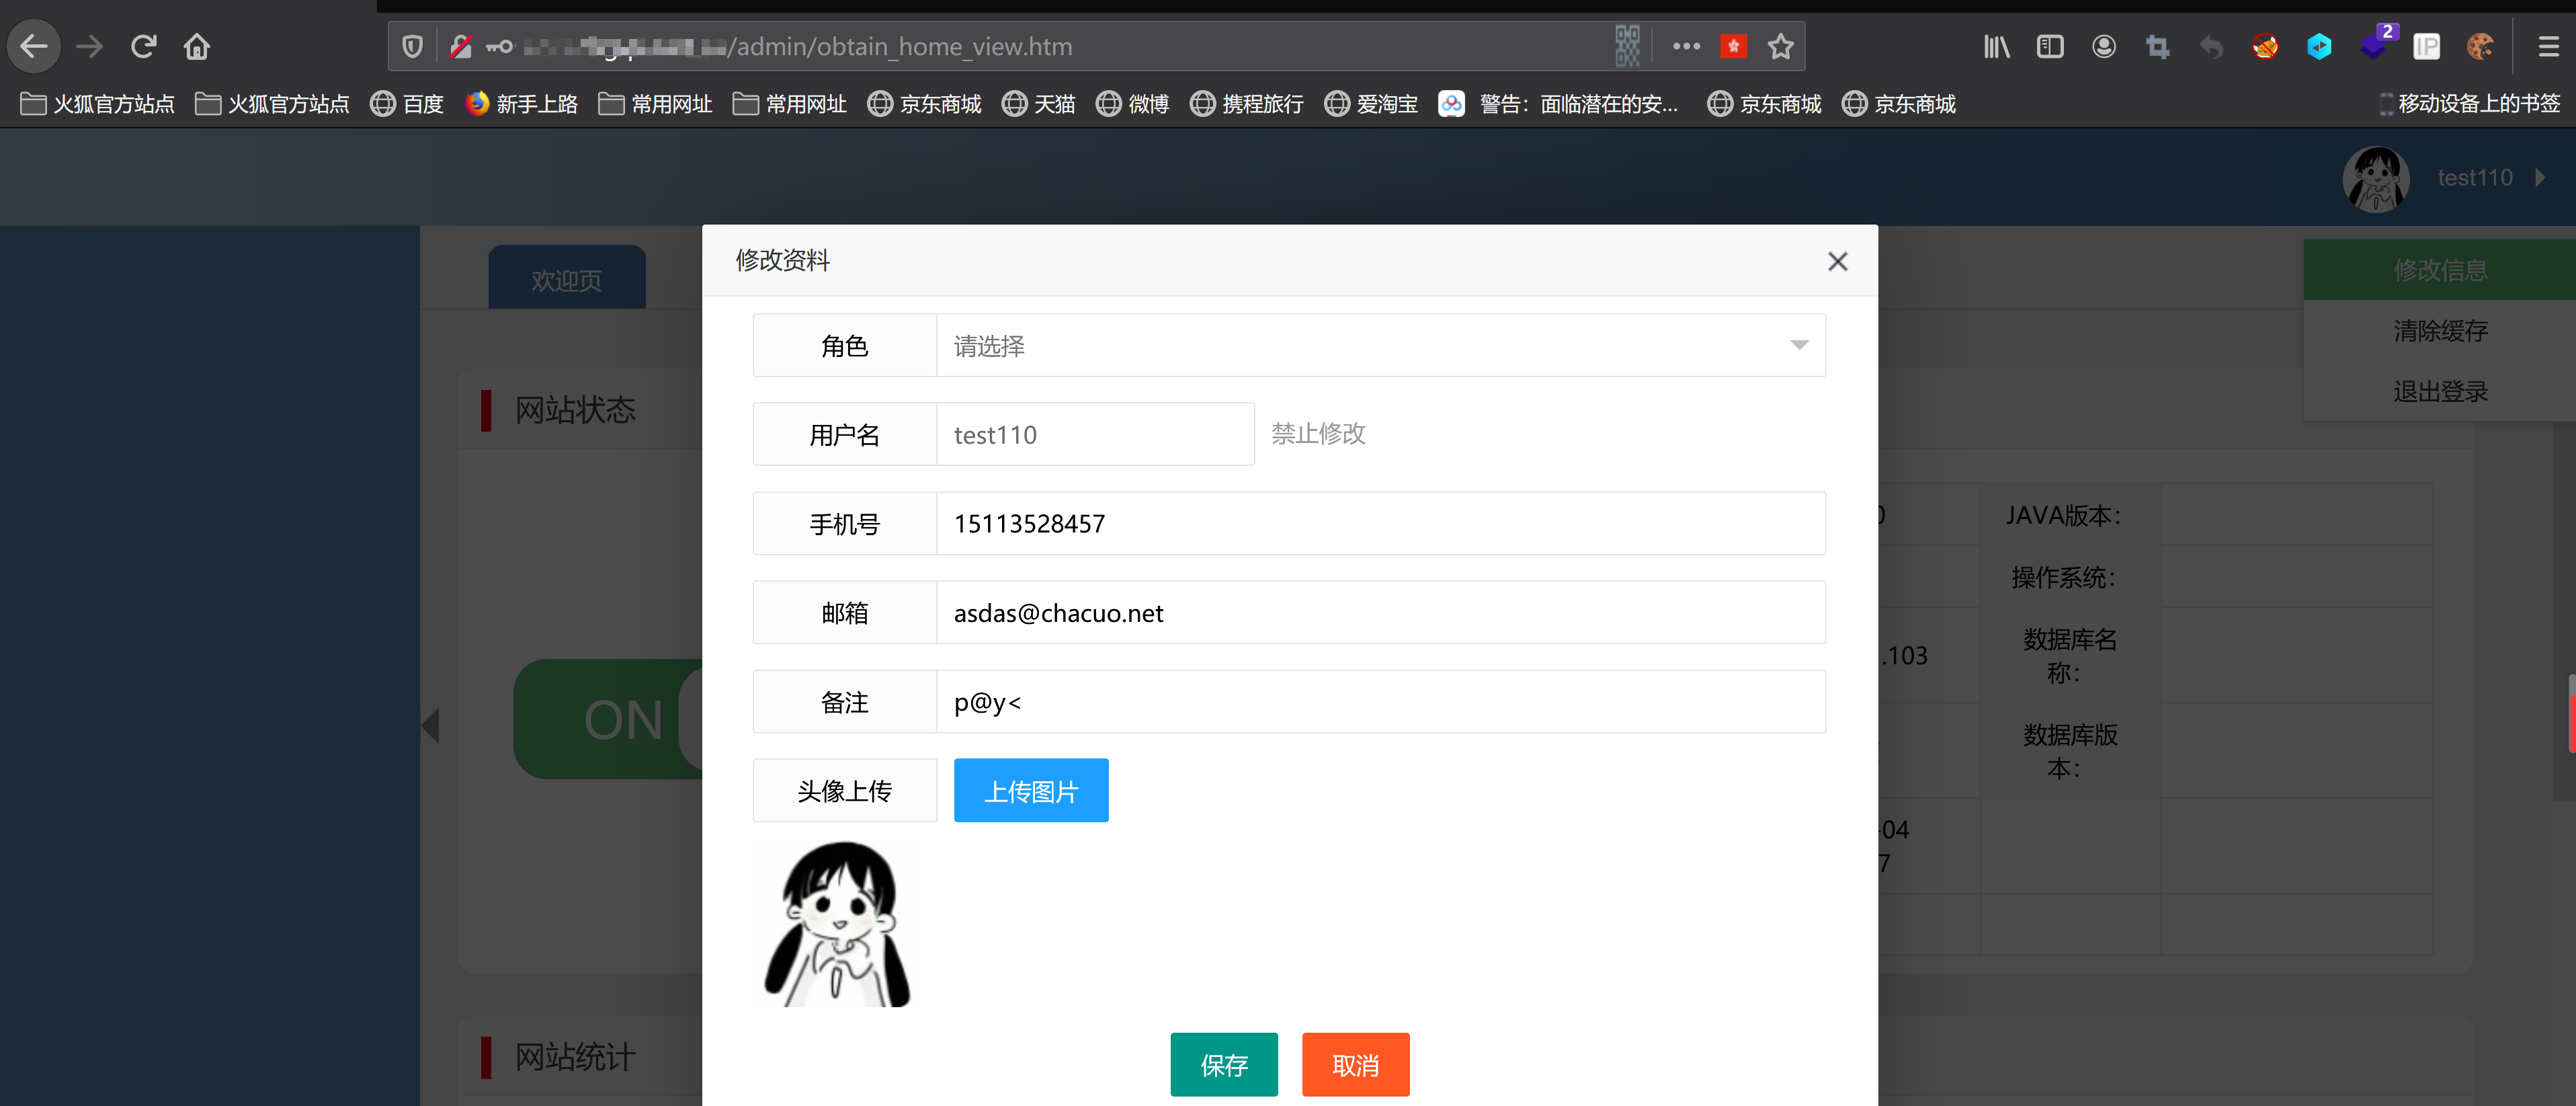 /admin/obtain_home_view.htm
2
IP
火狐官方站点 火狐官方站点 百度 新手上路 常用网址 常用网址 京东商城 天猫 微博 携程旅行 爱淘宝 警告：面临潜在的安... 京东商城 京东商城 移动设备上的书签
test110
欢迎页
修改信息
清除缓存
退出登录
修改资料
角色 请选择
用户名 test110 禁止修改
手机号 15113528457
邮箱 asdas@chacuo.net
备注 p@y<
头像上传 上传图片
保存 取消
网站状态
ON
JAVA版本：
操作系统：
.103 数据库名
称：
数据库版
本：
-04
7
网站统计